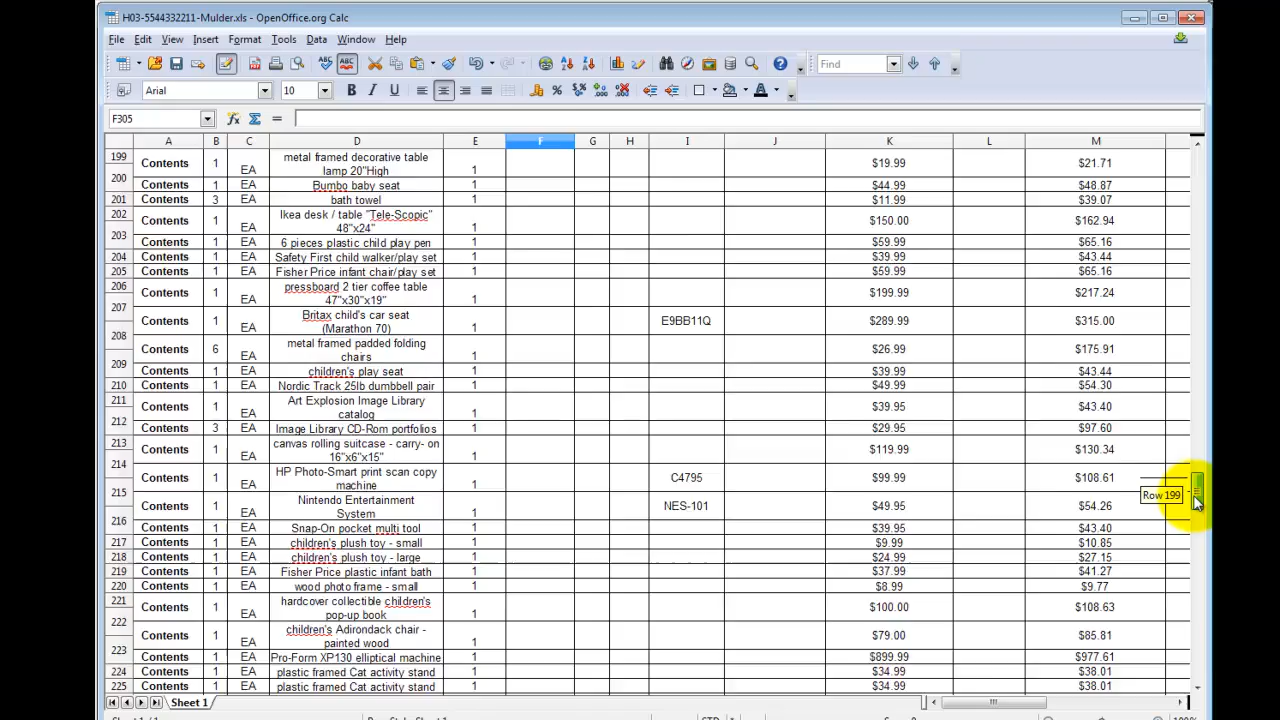 H03-5544332211-Mulder.xls - OpenOffice.org Calc
File Edit View Insert Format Tools Data Window Help
Find
Arial 10
F305
A B C D E F G H I J K L M
199 Contents 1 EA metal framed decorative table
lamp 20"High 1 $19.99 $21.71
200 Contents 1 EA Bumbo baby seat 1 $44.99 $48.87
201 Contents 3 EA bath towel 1 $11.99 $39.07
202 Contents 1 EA Ikea desk / table "Tele-Scopic"
48"x24" 1 $150.00 $162.94
203 Contents 1 EA 6 pieces plastic child play pen 1 $59.99 $65.16
204 Contents 1 EA Safety First child walker/play set 1 $39.99 $43.44
205 Contents 1 EA Fisher Price infant chair/play set 1 $59.99 $65.16
206 Contents 1 EA pressboard 2 tier coffee table
47"x30"x19" 1 $199.99 $217.24
207 Contents 1 EA Britax child's car seat
(Marathon 70) 1 E9BB11Q $289.99 $315.00
208 Contents 6 EA metal framed padded folding
chairs 1 $26.99 $175.91
209 Contents 1 EA children's play seat 1 $39.99 $43.44
210 Contents 1 EA Nordic Track 25lb dumbbell pair 1 $49.99 $54.30
211 Contents 1 EA Art Explosion Image Library
catalog 1 $39.95 $43.40
212 Contents 3 EA Image Library CD-Rom portfolios 1 $29.95 $97.60
213 Contents 1 EA canvas rolling suitcase - carry- on
16"x6"x15" 1 $119.99 $130.34
214 Contents 1 EA HP Photo-Smart print scan copy
machine 1 C4795 $99.99 $108.61
215 Contents 1 EA Nintendo Entertainment
System 1 NES-101 $49.95 $54.26
Row 199
216 Contents 1 EA Snap-On pocket multi tool 1 $39.95 $43.40
217 Contents 1 EA children's plush toy - small 1 $9.99 $10.85
218 Contents 1 EA children's plush toy - large 1 $24.99 $27.15
219 Contents 1 EA Fisher Price plastic infant bath 1 $37.99 $41.27
220 Contents 1 EA wood photo frame - small 1 $8.99 $9.77
221 Contents 1 EA hardcover collectible children's
pop-up book 1 $100.00 $108.63
222 Contents 1 EA children's Adirondack chair -
painted wood 1 $79.00 $85.81
223 Contents 1 EA Pro-Form XP130 elliptical machine 1 $899.99 $977.61
224 Contents 1 EA plastic framed Cat activity stand 1 $34.99 $38.01
225 Contents 1 EA plastic framed Cat activity stand 1 $34.99 $38.01
Sheet 1